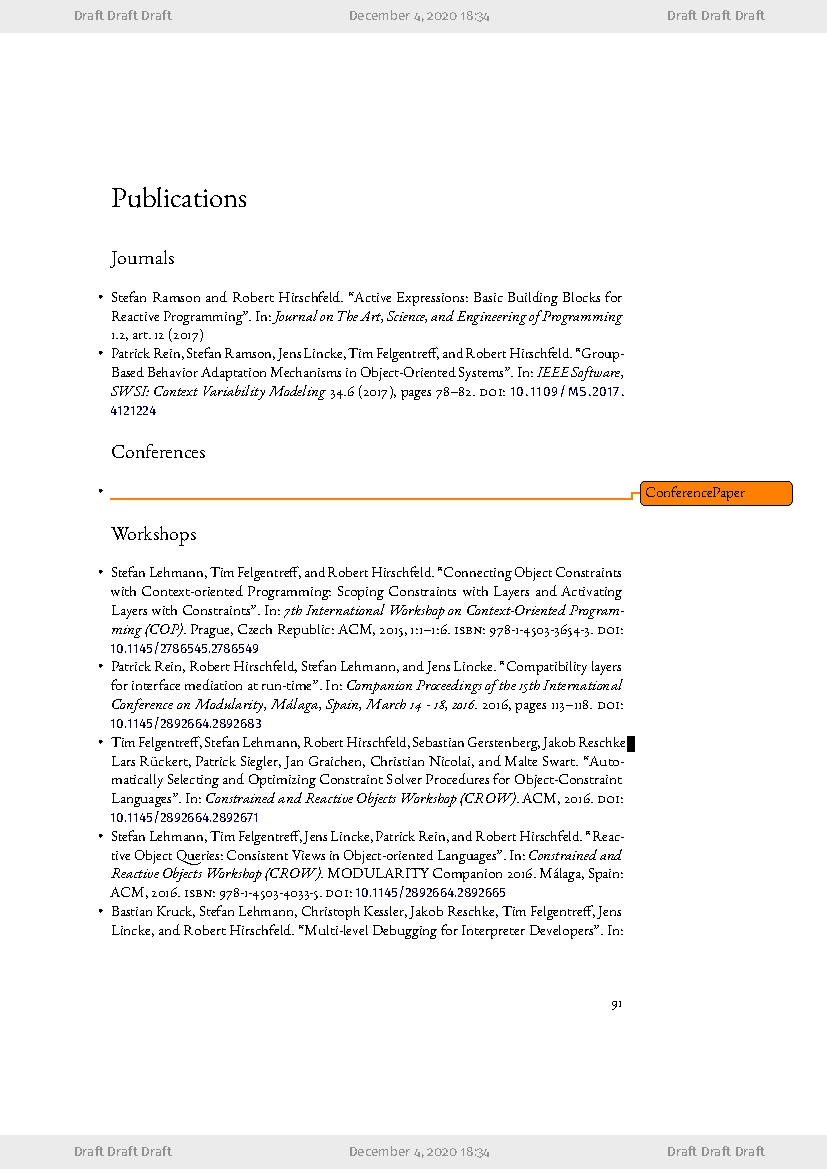 Draft Draft Draft December 4, 2020 18:34 Draft Draft Draft
Publications
Journals
• Stefan Ramson and Robert Hirschfeld. “Active Expressions: Basic Building Blocks for
Reactive Programming”. In: Journal on The Art, Science, and Engineering of Programming
1.2, art. 12 (2017)
• Patrick Rein, Stefan Ramson, Jens Lincke, Tim Felgentreff, and Robert Hirschfeld. “Group-
Based Behavior Adaptation Mechanisms in Object-Oriented Systems”. In: IEEE Software,
SWSI: Context Variability Modeling 34.6 (2017), pages 78–82. DOI: 10.1109/MS.2017.
4121224
Conferences
• ConferencePaper
Workshops
• Stefan Lehmann, Tim Felgentreff, and Robert Hirschfeld. “Connecting Object Constraints
with Context-oriented Programming: Scoping Constraints with Layers and Activating
Layers with Constraints”. In: 7th International Workshop on Context-Oriented Program-
ming (COP). Prague, Czech Republic: ACM, 2015, 1:1–1:6. ISBN: 978-1-4503-3654-3. DOI:
10.1145/2786545.2786549
• Patrick Rein, Robert Hirschfeld, Stefan Lehmann, and Jens Lincke. “Compatibility layers
for interface mediation at run-time”. In: Companion Proceedings of the 15th International
Conference on Modularity, Málaga, Spain, March 14 - 18, 2016. 2016, pages 113–118. DOI:
10.1145/2892664.2892683
• Tim Felgentreff, Stefan Lehmann, Robert Hirschfeld, Sebastian Gerstenberg, Jakob Reschke
Lars Rückert, Patrick Siegler, Jan Graichen, Christian Nicolai, and Malte Swart. “Auto-
matically Selecting and Optimizing Constraint Solver Procedures for Object-Constraint
Languages”. In: Constrained and Reactive Objects Workshop (CROW). ACM, 2016. DOI:
10.1145/2892664.2892671
• Stefan Lehmann, Tim Felgentreff, Jens Lincke, Patrick Rein, and Robert Hirschfeld. “Reac-
tive Object Queries: Consistent Views in Object-oriented Languages”. In: Constrained and
Reactive Objects Workshop (CROW). MODULARITY Companion 2016. Málaga, Spain:
ACM, 2016. ISBN: 978-1-4503-4033-5. DOI: 10.1145/2892664.2892665
• Bastian Kruck, Stefan Lehmann, Christoph Kessler, Jakob Reschke, Tim Felgentreff, Jens
Lincke, and Robert Hirschfeld. “Multi-level Debugging for Interpreter Developers”. In:
91
Draft Draft Draft December 4, 2020 18:34 Draft Draft Draft